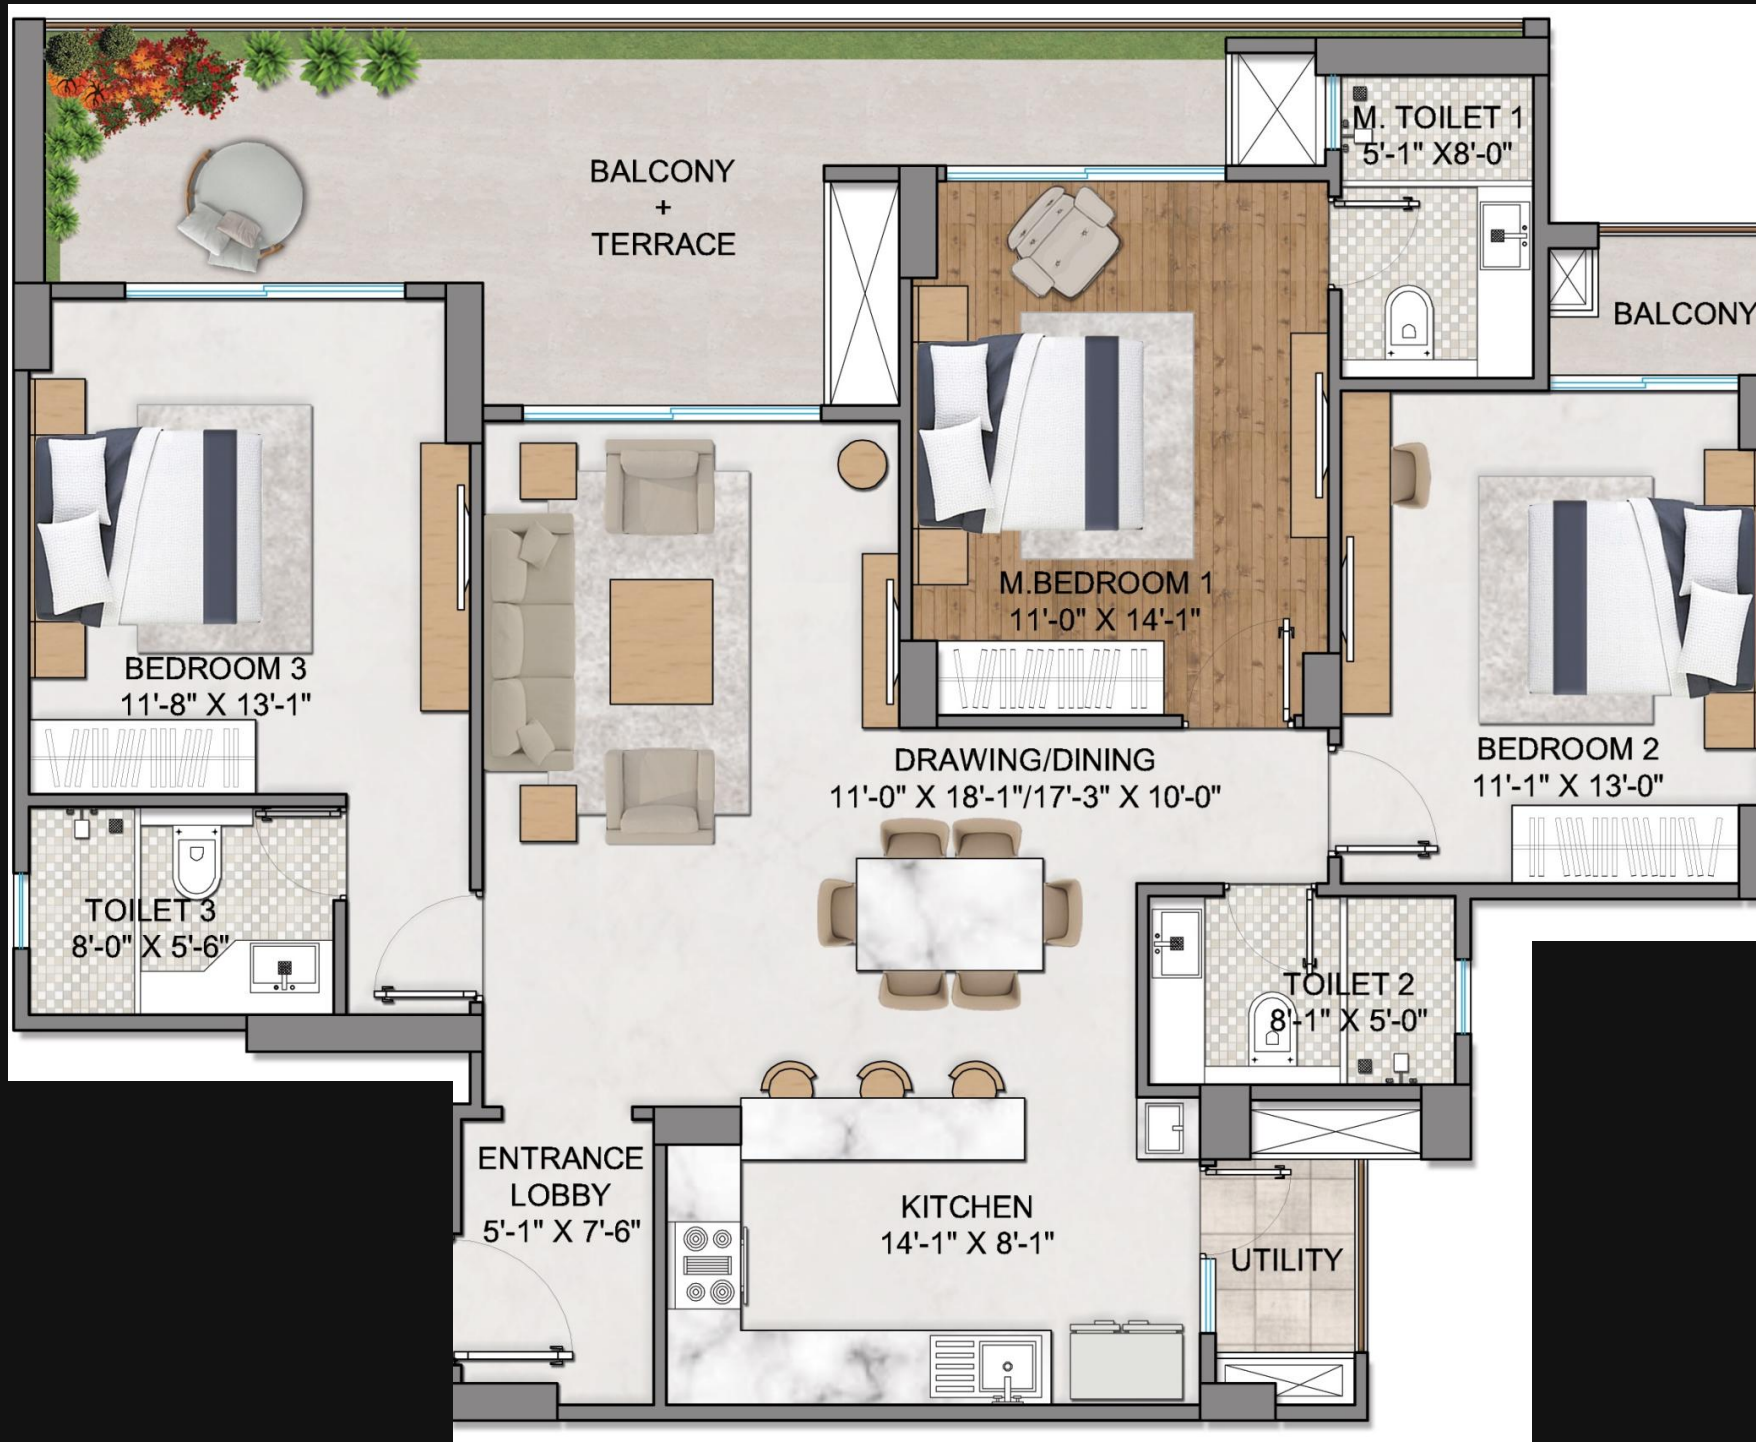 M. TOILET 1
5'-1" X8'-0"
BALCONY
+
TERRACE
BALCONY
M.BEDROOM 1
11'-0" X 14'-1"
BEDROOM 3
11'-8" X 13'-1"
BEDROOM 2
11'-1" X 13'-0"
DRAWING/DINING
11'-0" X 18'-1"/17'-3" X 10'-0"
TOILET 3
8'-0" X 5'-6"
TOILET 2
8'-1" X 5'-0"
ENTRANCE
LOBBY
5'-1" X 7'-6"
KITCHEN
14'-1" X 8'-1"
UTILITY